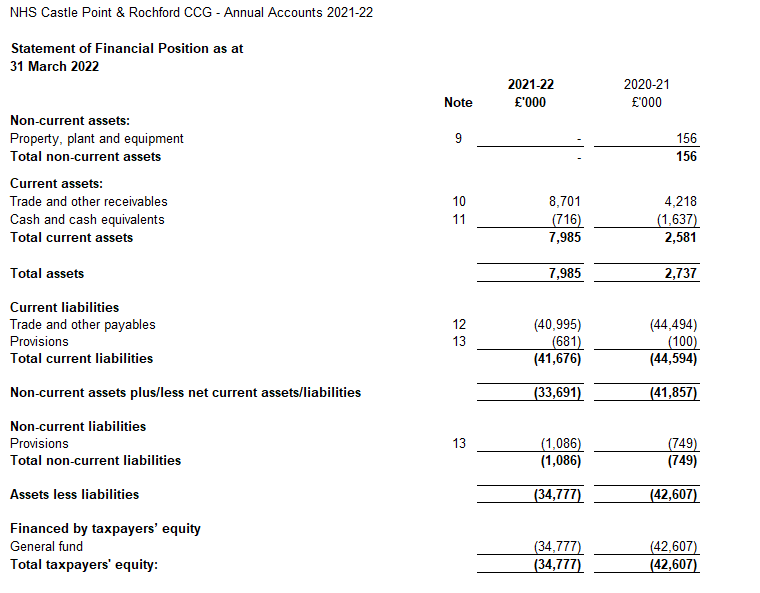 NHS Castle Point & Rochford CCG - Annual Accounts 2021-22
Statement of Financial Position as at
31 March 2022
2021-22 2020-21
Note £'000 £'000
Non-current assets:
Property, plant and equipment 9 - 156
Total non-current assets - 156
Current assets:
Trade and other receivables 10 8,701 4,218
Cash and cash equivalents 11 (716) (1,637)
Total current assets 7,985 2,581
Total assets 7,985 2,737
Current liabilities
Trade and other payables 12 (40,995) (44,494)
Provisions 13 (681) (100)
Total current liabilities (41,676) (44,594)
Non-current assets plus/less net current assets/liabilities (33,691) (41,857)
Non-current liabilities
Provisions 13 (1,086) (749)
Total non-current liabilities (1,086) (749)
Assets less liabilities (34,777) (42,607)
Financed by taxpayers’ equity
General fund (34,777) (42,607)
Total taxpayers' equity: (34,777) (42,607)